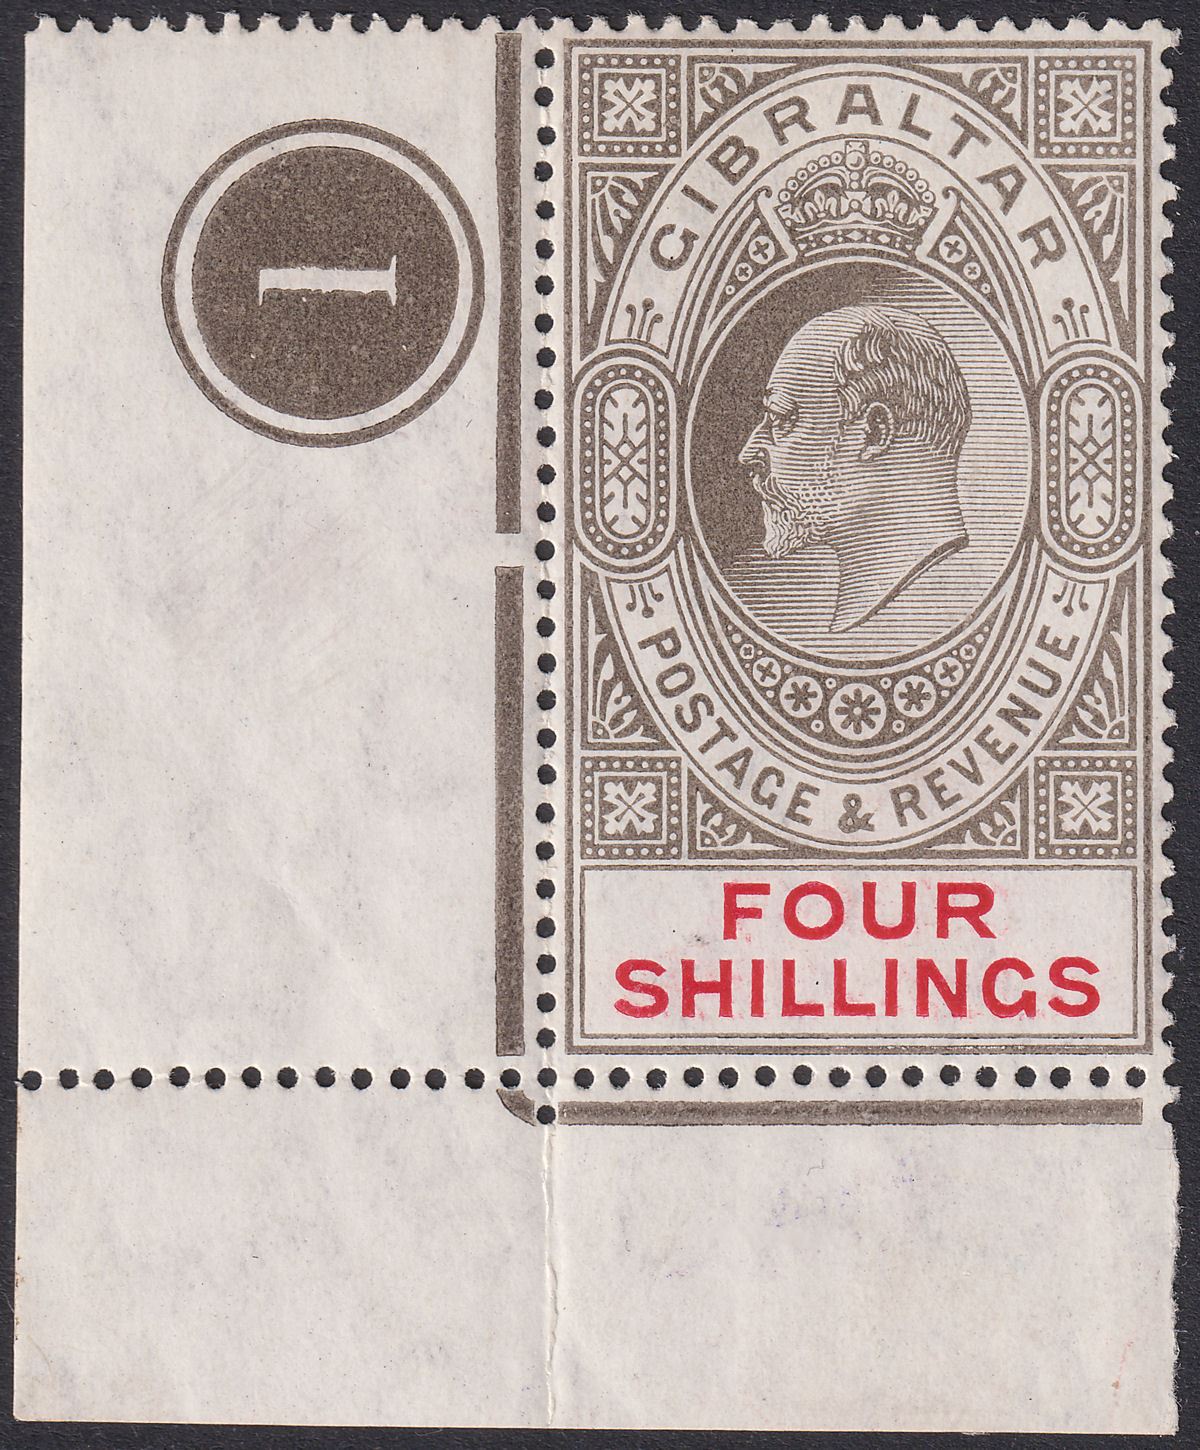 1
GIBRALTAR
POSTAGE & REVENUE
FOUR
SHILLINGS